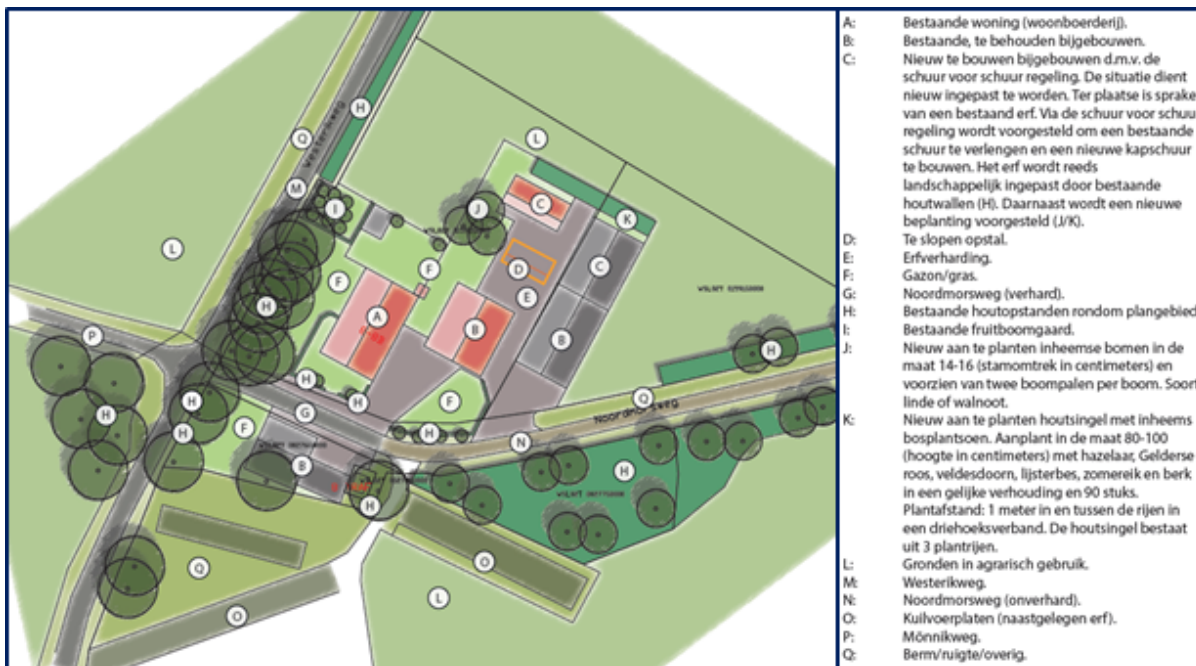 A: Bestaande woning (woonboerderij).
B: Bestaande, te behouden bijgebouwen.
C: Nieuw te bouwen bijgebouwen d.m.v. de
schuur voor schuur regeling. De situatie dient
nieuw ingepast te worden. Ter plaatse is sprake
van een bestaand erf. Via de schuur voor schuu
regeling wordt voorgesteld om een bestaande
schuur te verlengen en een nieuwe kapschuur
te bouwen. Het erf wordt reeds
landschappelijk ingepast door bestaande
houtwallen (H). Daarnaast wordt een nieuwe
beplanting voorgesteld (J/K).
D: Te slopen opstal.
E: Erfverharding.
F: Gazon/gras.
G: Noordmorsweg (verhard).
H: Bestaande houtopstanden rondom plangebied
I: Bestaande fruitboomgaard.
J: Nieuw aan te planten inheemse bomen in de
maat 14-16 (stamomtrek in centimeters) en
voorzien van twee boompalen per boom. Soort
linde of walnoot.
K: Nieuw aan te planten houtsingel met inheems
bosplantsoen. Aanplant in de maat 80-100
(hoogte in centimeters) met hazelaar, Gelderse
roos, veldesdoorn, lijsterbes, zomereik en berk
in een gelijke verhouding en 90 stuks.
Plantafstand: 1 meter in en tussen de rijen in
een driehoeksverband. De houtsingel bestaat
uit 3 plantrijen.
L: Gronden in agrarisch gebruik.
M: Westerikweg.
N: Noordmorsweg (onverhard).
O: Kuilvoerplaten (naastgelegen erf).
P: Mönnikweg.
Q: Berm/ruigte/overig.
H
Q
Westerikweg
L
M
I
J
C
K
L
F
F
D
C
E
H
P
A
B
B
H
H
H
H
F
Q
G
Noordmorsweg
H
F
H
N
B
H
H
Q
O
L
O